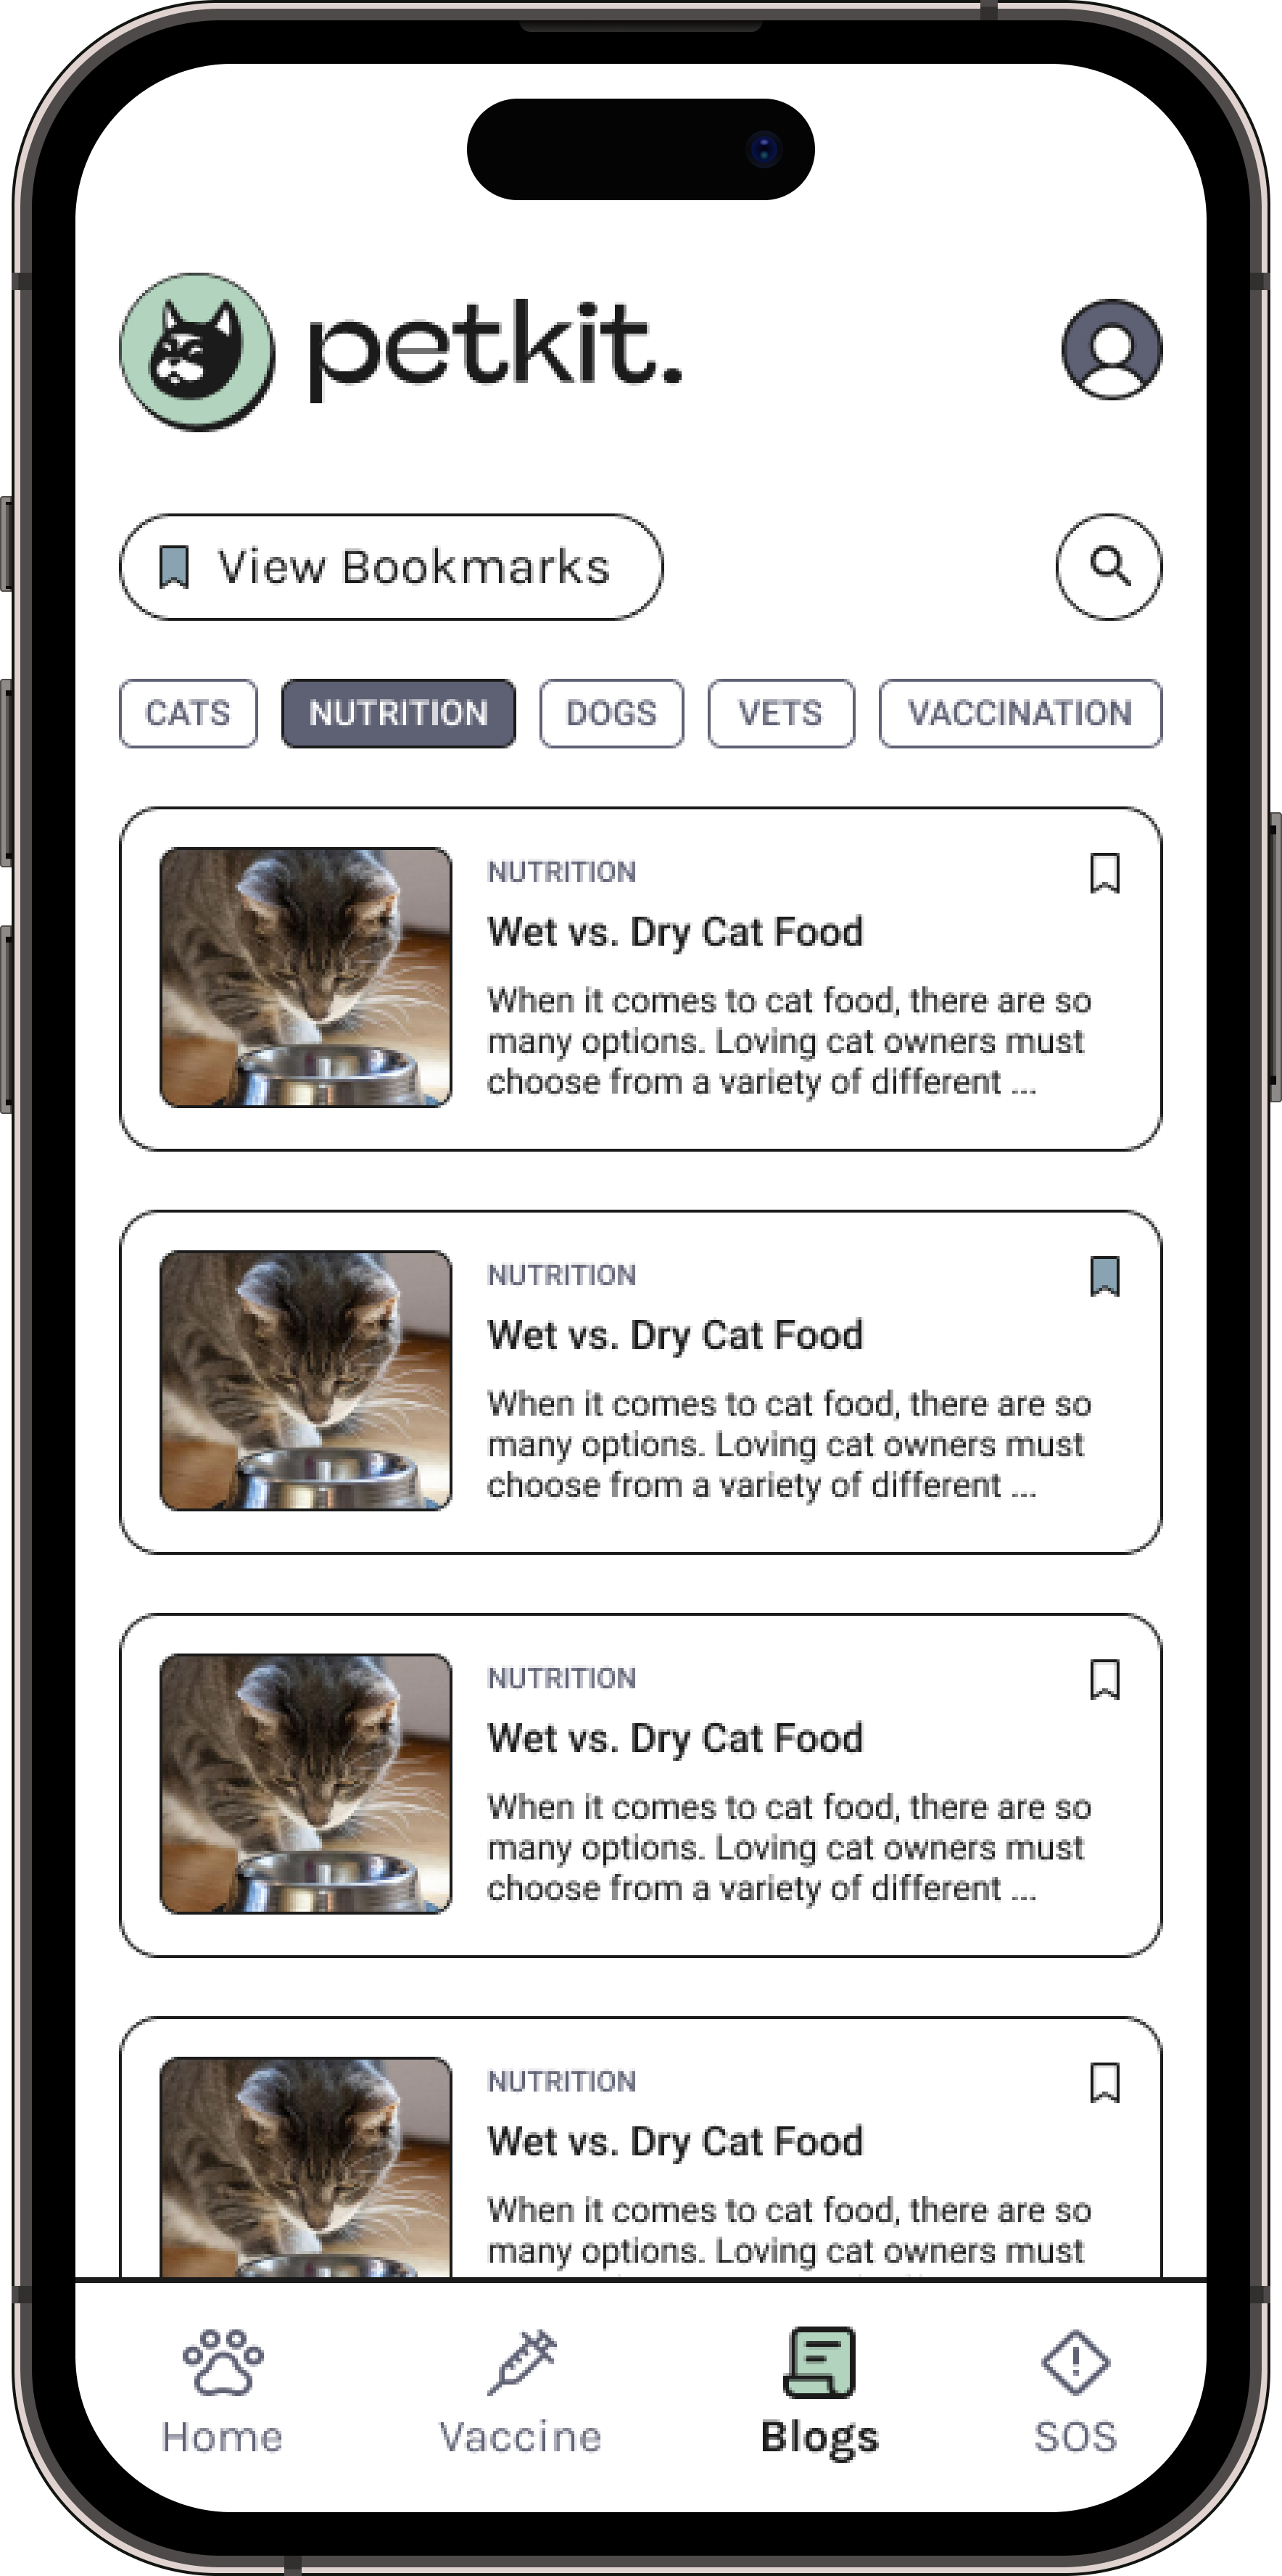 petkit.
View Bookmarks
CATS NUTRITION DOGS VETS VACCINATION
NUTRITION
Wet vs. Dry Cat Food
When it comes to cat food, there are so
many options. Loving cat owners must
choose from a variety of different ...
NUTRITION
Wet vs. Dry Cat Food
When it comes to cat food, there are so
many options. Loving cat owners must
choose from a variety of different ...
NUTRITION
Wet vs. Dry Cat Food
When it comes to cat food, there are so
many options. Loving cat owners must
choose from a variety of different ...
NUTRITION
Wet vs. Dry Cat Food
When it comes to cat food, there are so
many options. Loving cat owners must
Home Vaccine Blogs SOS